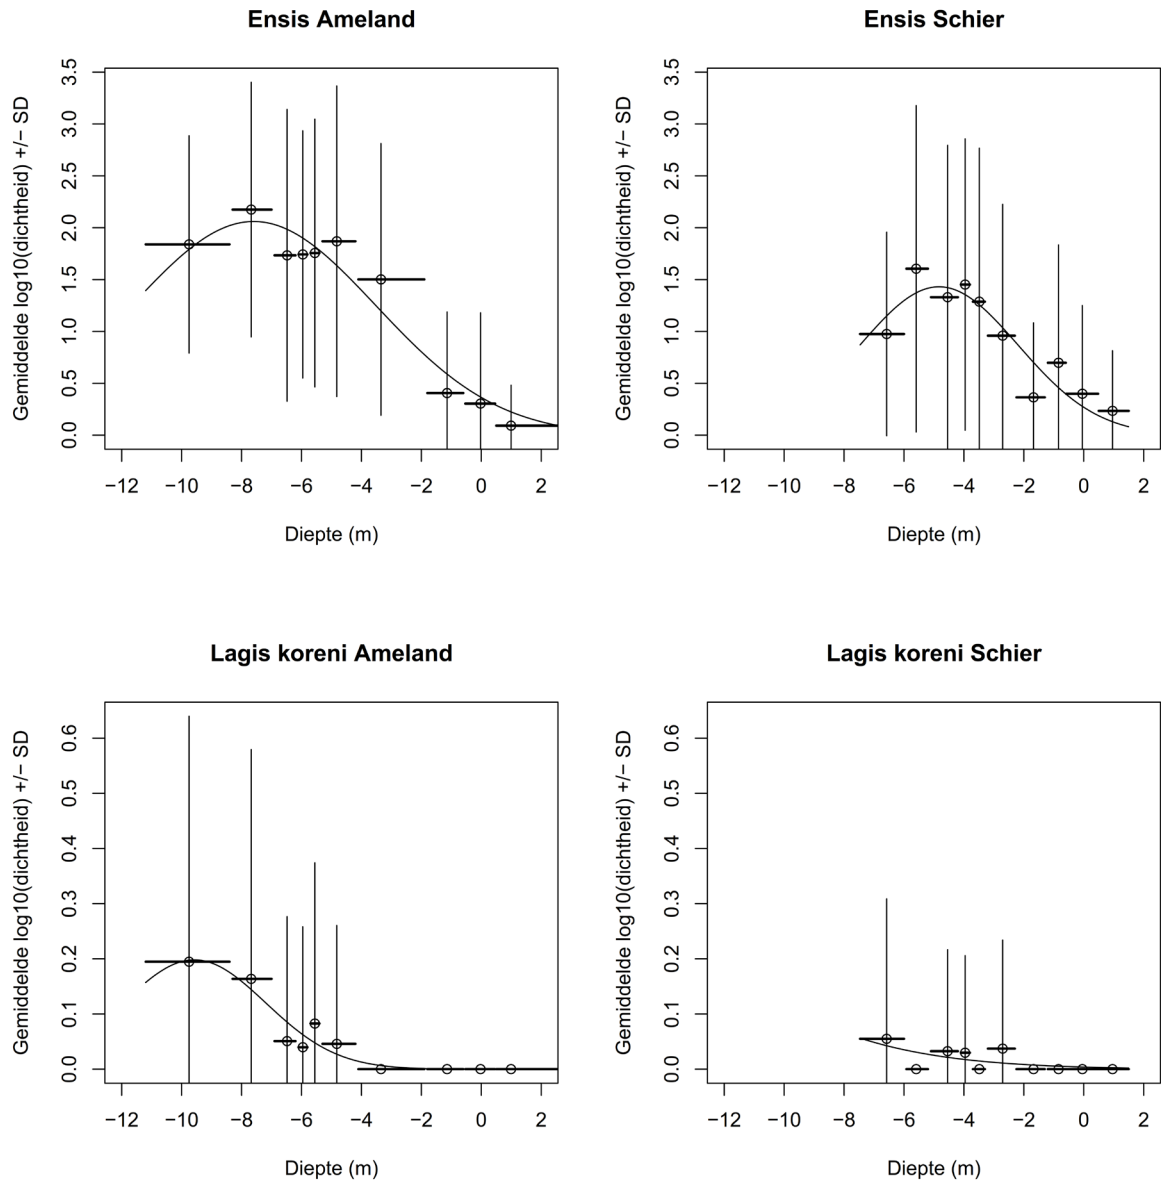 Ensis Ameland
Gemiddelde log10(dichtheid) +/− SD
3.5
3.0
2.5
2.0
1.5
1.0
0.5
0.0
−12 −10 −8 −6 −4 −2 0 2
Diepte (m)
Ensis Schier
Gemiddelde log10(dichtheid) +/− SD
3.5
3.0
2.5
2.0
1.5
1.0
0.5
0.0
−12 −10 −8 −6 −4 −2 0 2
Diepte (m)
Lagis koreni Ameland
Gemiddelde log10(dichtheid) +/− SD
0.6
0.5
0.4
0.3
0.2
0.1
0.0
−12 −10 −8 −6 −4 −2 0 2
Diepte (m)
Lagis koreni Schier
Gemiddelde log10(dichtheid) +/− SD
0.6
0.5
0.4
0.3
0.2
0.1
0.0
−12 −10 −8 −6 −4 −2 0 2
Diepte (m)